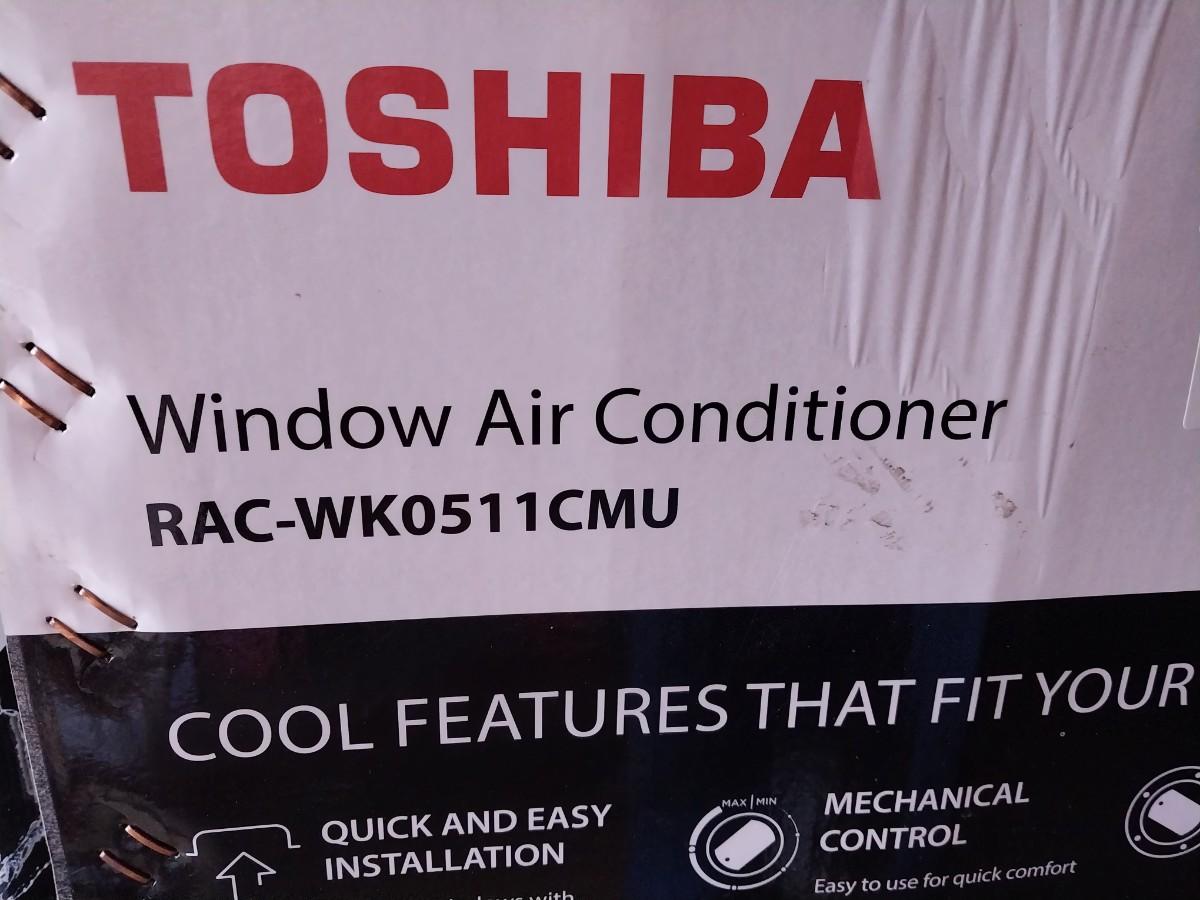 TOSHIBA
Window Air Conditioner
RAC-WK0511CMU
COOL FEATURES THAT FIT YOUR
QUICK AND EASY
INSTALLATION
MAX | MIN
MECHANICAL
CONTROL
Easy to use for quick comfort
with